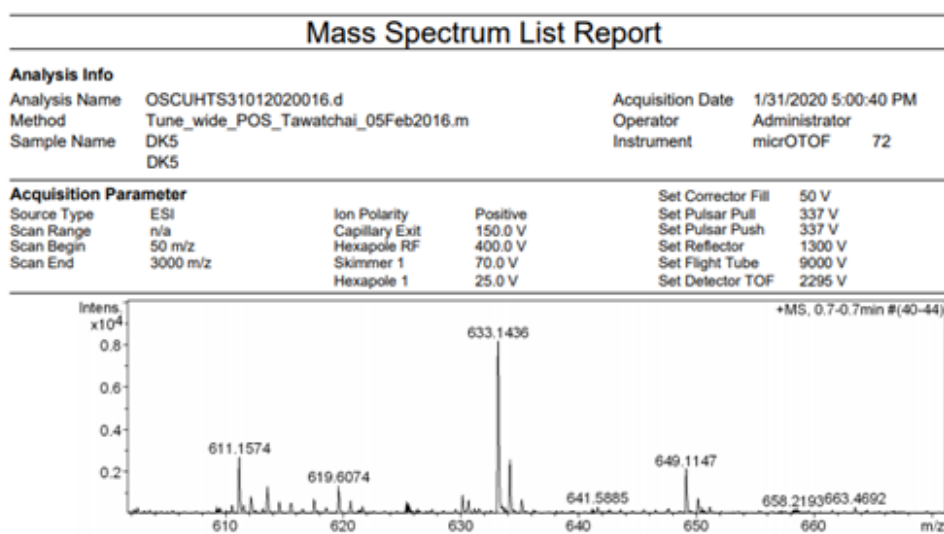 Mass Spectrum List Report
Analysis Info
Analysis Name OSCUHTS31012020016.d Acquisition Date 1/31/2020 5:00:40 PM
Method Tune_wide_POS_Tawatchai_05Feb2016.m Operator Administrator
Sample Name DK5 Instrument micrOTOF 72
DK5
Acquisition Parameter Set Corrector Fill 50 V
Source Type ESI Ion Polarity Positive Set Pulsar Pull 337 V
Scan Range n/a Capillary Exit 150.0 V Set Pulsar Push 337 V
Scan Begin 50 m/z Hexapole RF 400.0 V Set Reflector 1300 V
Scan End 3000 m/z Skimmer 1 70.0 V Set Flight Tube 9000 V
Hexapole 1 25.0 V Set Detector TOF 2295 V
Intens. +MS, 0.7-0.7min #(40-44)
x10⁴
633.1436
0.8
0.6
0.4
611.1574
0.2 649.1147
619.6074
641.5885 658.2193 663.4692
610 620 630 640 650 660 m/z